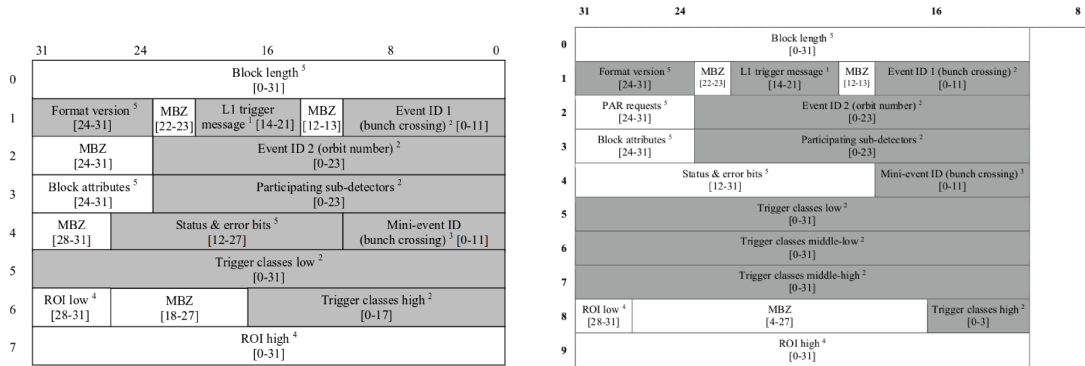 31 24 16 8 0
0 Block length 5
[0-31]
1 Format version 5
[24-31]
MBZ
[22-23]
L1 trigger
message 1 [14-21]
MBZ
[12-13]
Event ID 1
(bunch crossing) 2 [0-11]
2 MBZ
[24-31]
Event ID 2 (orbit number) 2
[0-23]
3 Block attributes 5
[24-31]
Participating sub-detectors 2
[0-23]
4 MBZ
[28-31]
Status & error bits 5
[12-27]
Mini-event ID
(bunch crossing) 3 [0-11]
5 Trigger classes low 2
[0-31]
6 ROI low 4
[28-31]
MBZ
[18-27]
Trigger classes high 2
[0-17]
7 ROI high 4
[0-31]
31 24 16 8
0 Block length 5
[0-31]
1 Format version 5
[24-31]
MBZ
[22-23]
L1 trigger message 1
[14-21]
MBZ
[12-13]
Event ID 1 (bunch crossing) 2
[0-11]
2 PAR requests 5
[24-31]
Event ID 2 (orbit number) 2
[0-23]
3 Block attributes 5
[24-31]
Participating sub-detectors 2
[0-23]
4 Status & error bits 5
[12-31]
Mini-event ID (bunch crossing) 3
[0-11]
5 Trigger classes low 2
[0-31]
6 Trigger classes middle-low 2
[0-31]
7 Trigger classes middle-high 2
[0-31]
8 ROI low 4
[28-31]
MBZ
[4-27]
Trigger classes high 2
[0-3]
9 ROI high 4
[0-31]